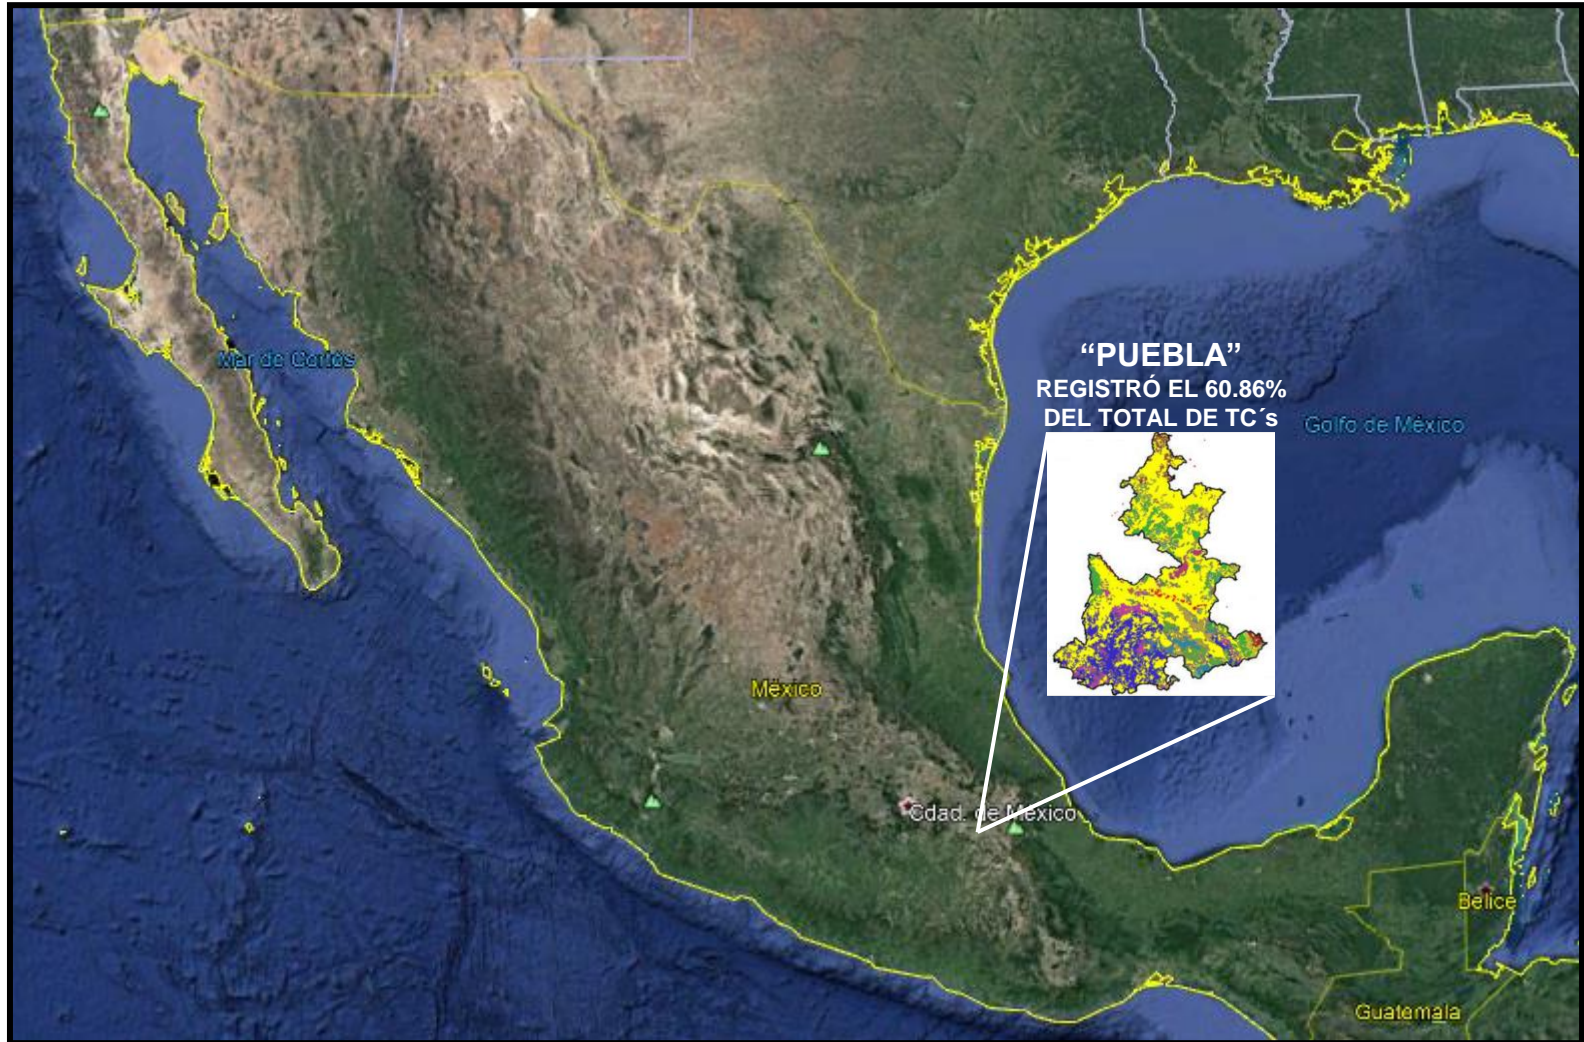 “PUEBLA”
REGISTRÓ EL 60.86%
DEL TOTAL DE TC´s
Mar de Cortés
Golfo de México
México
Cdad. de México
Belice
Guatemala